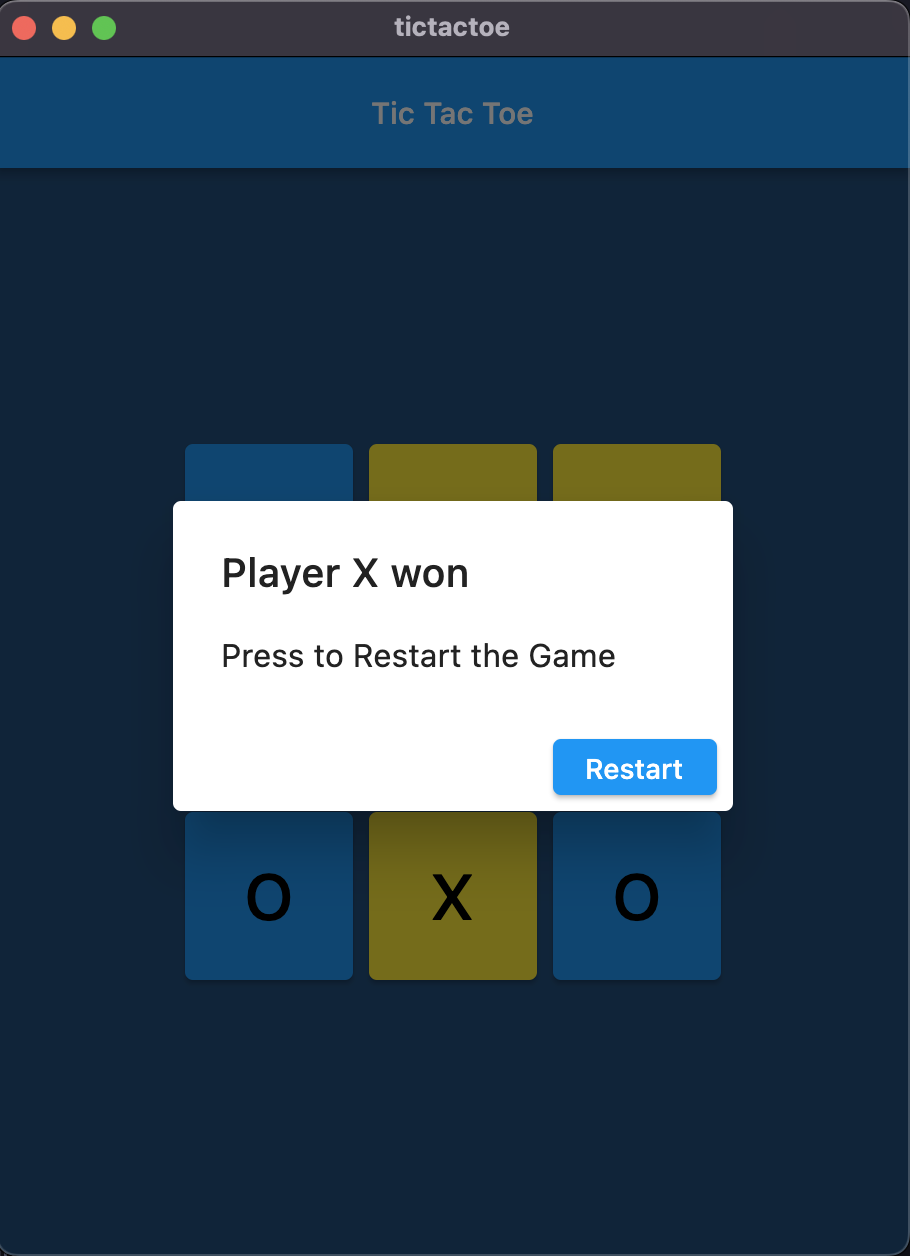 tictactoe
Tic Tac Toe
Player X won
Press to Restart the Game
Restart
O X O